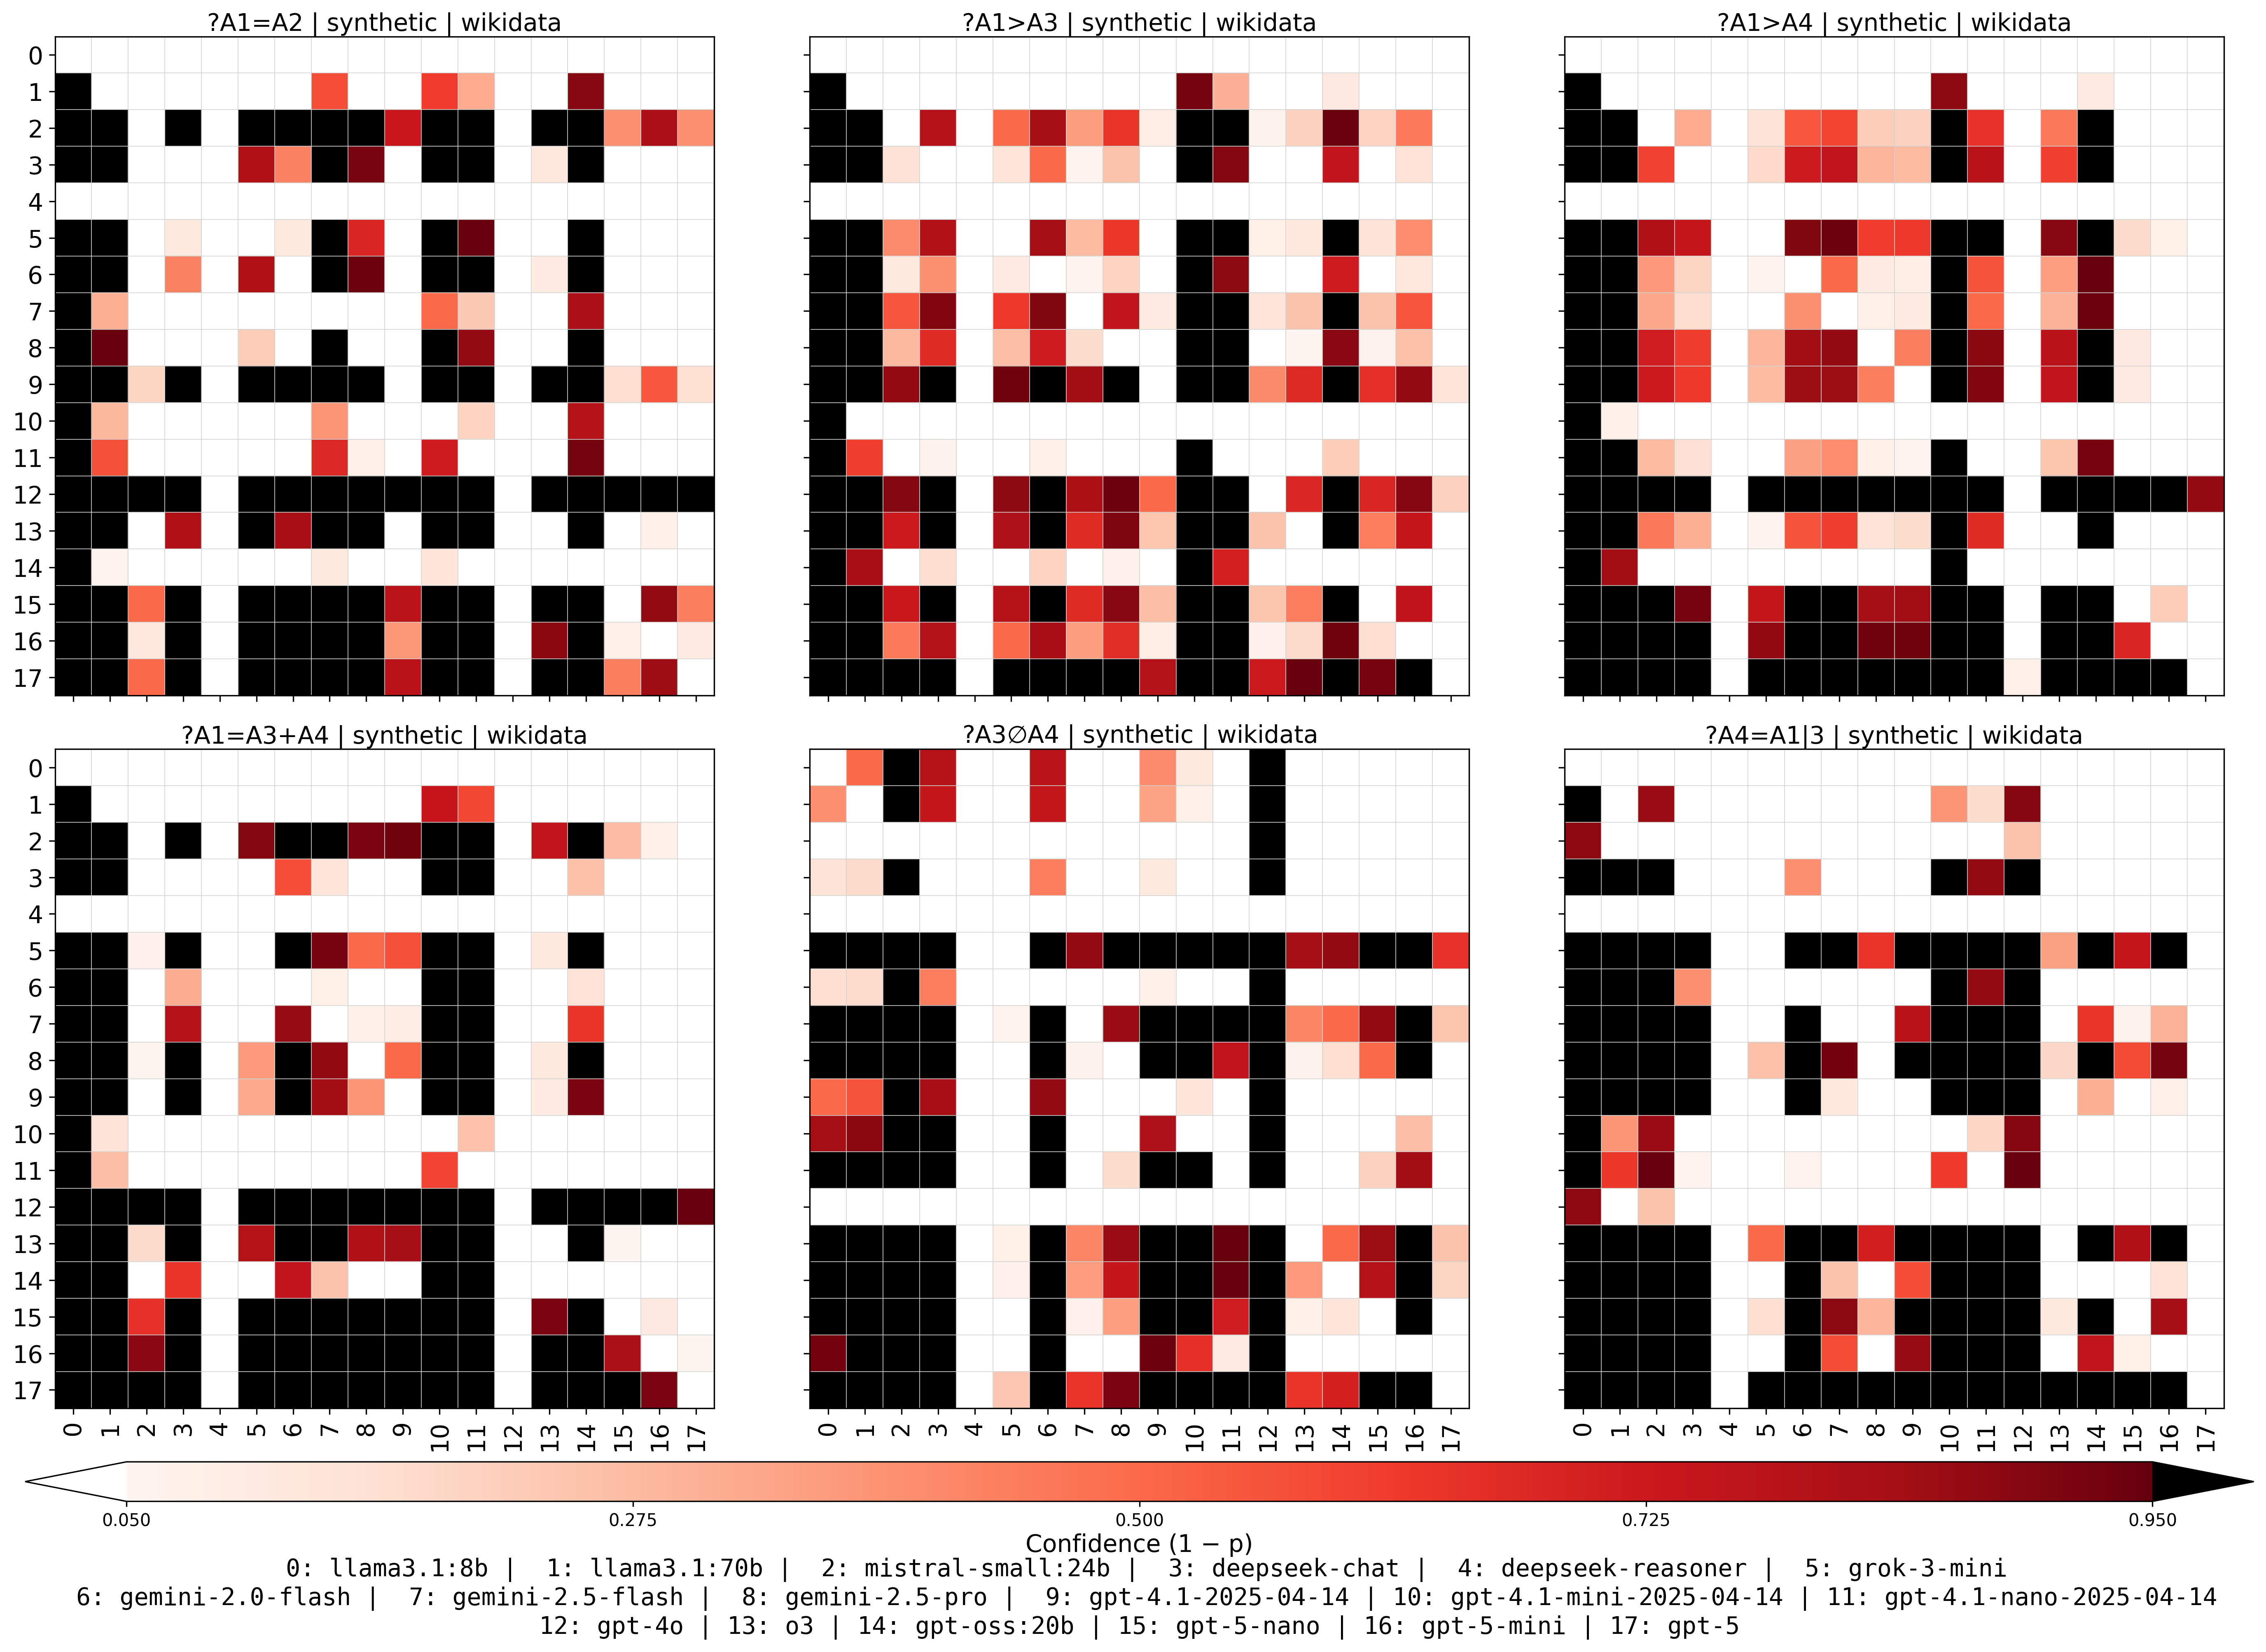 ?A1=A2 | synthetic | wikidata
?A1>A3 | synthetic | wikidata
?A1>A4 | synthetic | wikidata
0
1
2
3
4
5
6
7
8
9
10
11
12
13
14
15
16
17
?A1=A3+A4 | synthetic | wikidata
?A3∅A4 | synthetic | wikidata
?A4=A1|3 | synthetic | wikidata
0
1
2
3
4
5
6
7
8
9
10
11
12
13
14
15
16
17
0 1 2 3 4 5 6 7 8 9 10 11 12 13 14 15 16 17
0 1 2 3 4 5 6 7 8 9 10 11 12 13 14 15 16 17
0 1 2 3 4 5 6 7 8 9 10 11 12 13 14 15 16 17
0.050 0.275 0.500 0.725 0.950
Confidence (1 − p)
0: llama3.1:8b | 1: llama3.1:70b | 2: mistral-small:24b | 3: deepseek-chat | 4: deepseek-reasoner | 5: grok-3-mini
6: gemini-2.0-flash | 7: gemini-2.5-flash | 8: gemini-2.5-pro | 9: gpt-4.1-2025-04-14 | 10: gpt-4.1-mini-2025-04-14 | 11: gpt-4.1-nano-2025-04-14
12: gpt-4o | 13: o3 | 14: gpt-oss:20b | 15: gpt-5-nano | 16: gpt-5-mini | 17: gpt-5